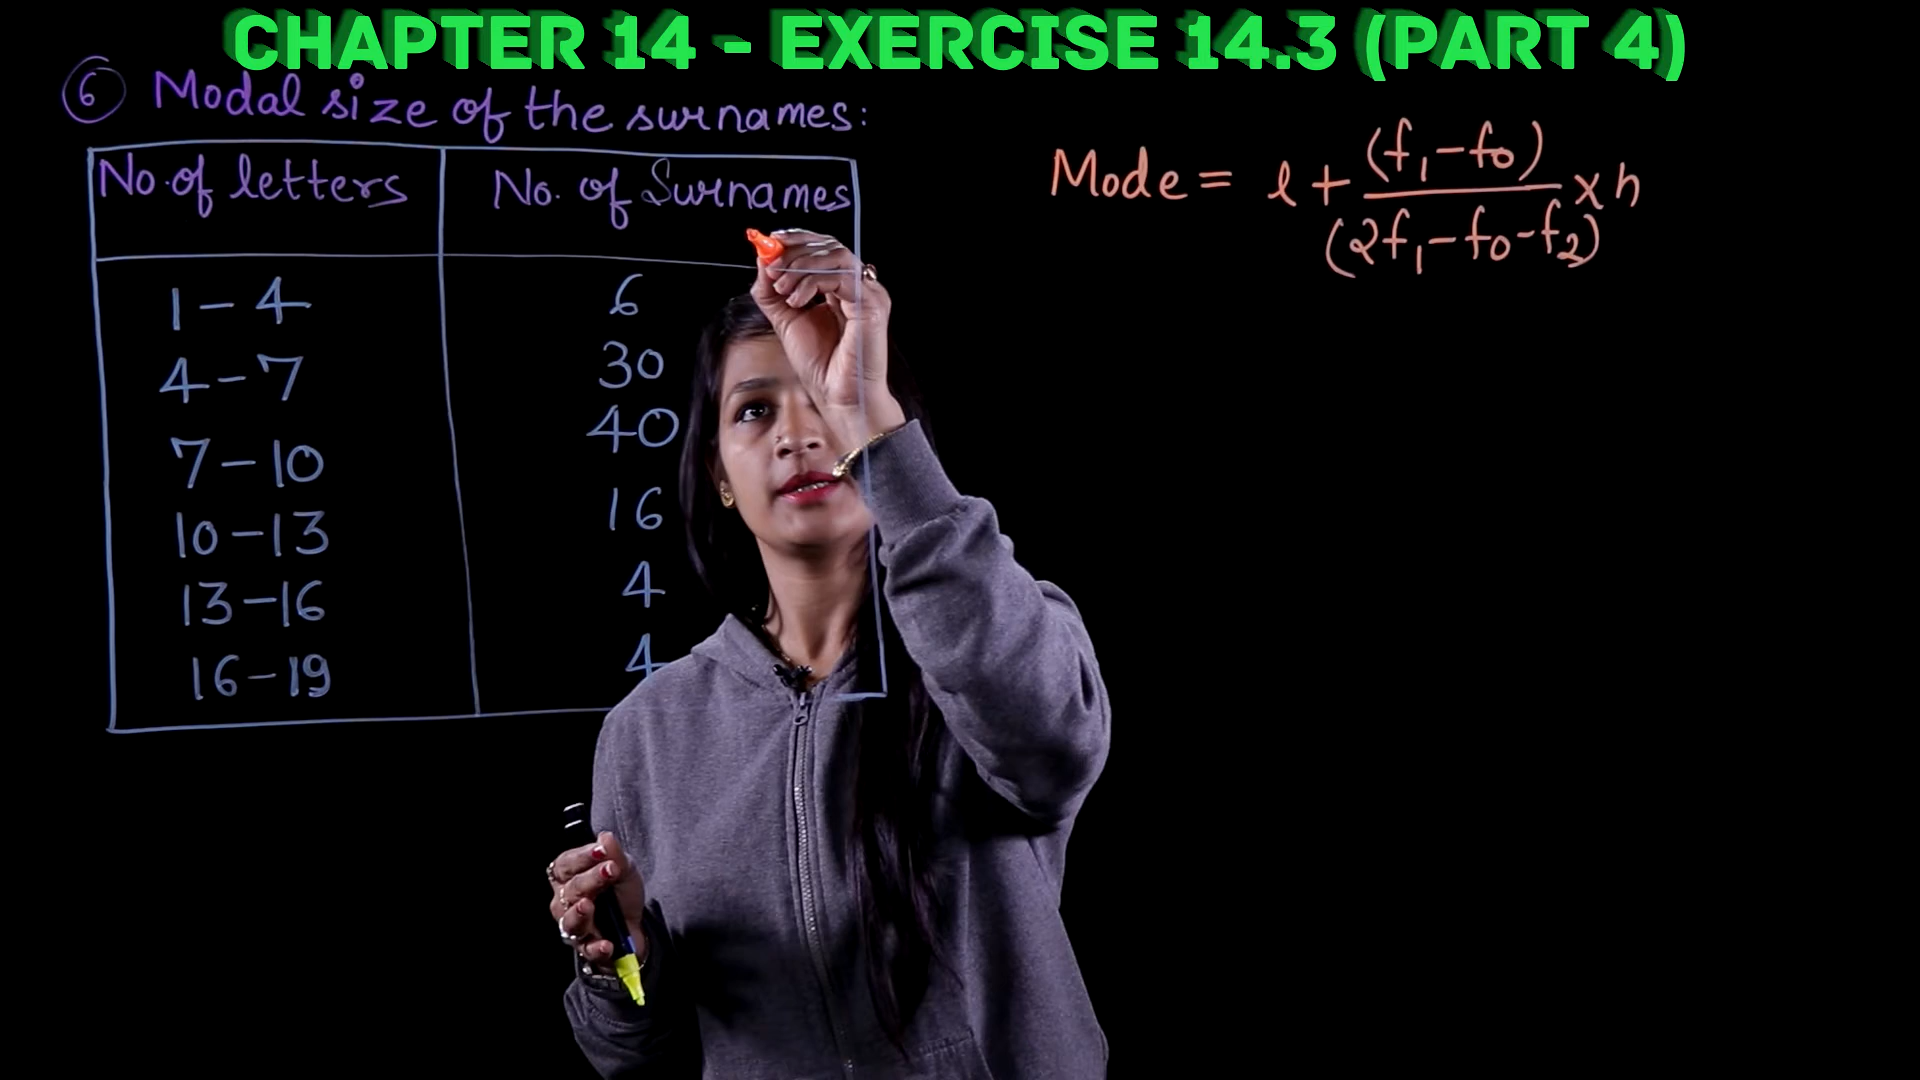 CHAPTER 14 - EXERCISE 14.3 (PART 4)
6 Modal size of the surnames:
No. of letters No. of Surnames
1-4 6
4-7 30
7-10 40
10-13 16
13-16 4
16-19 4
Mode = l + (f₁-f₀) / (2f₁-f₀-f₂) x h